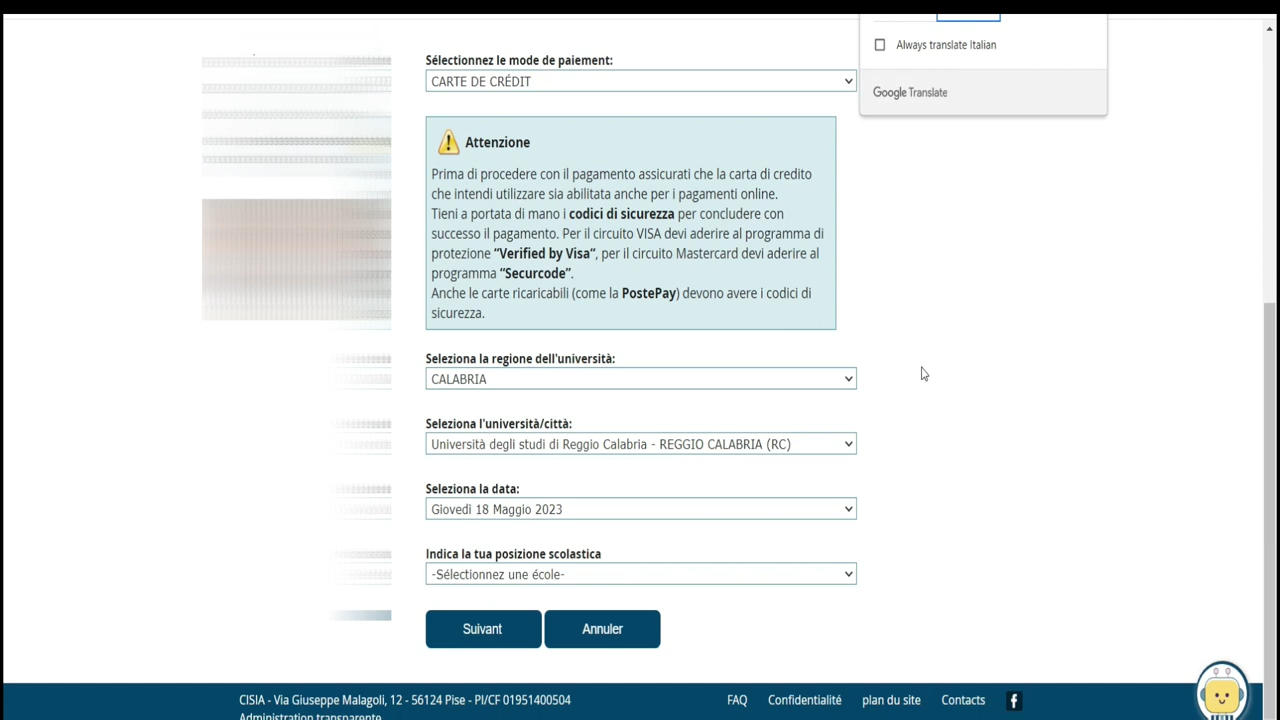 Always translate Italian
Google Translate
Sélectionnez le mode de paiement:
CARTE DE CRÉDIT
Attenzione
Prima di procedere con il pagamento assicurati che la carta di credito
che intendi utilizzare sia abilitata anche per i pagamenti online.
Tieni a portata di mano i codici di sicurezza per concludere con
successo il pagamento. Per il circuito VISA devi aderire al programma di
protezione “Verified by Visa“, per il circuito Mastercard devi aderire al
programma “Securcode”.
Anche le carte ricaricabili (come la PostePay) devono avere i codici di
sicurezza.
Seleziona la regione dell'università:
CALABRIA
Seleziona l'università/città:
Università degli studi di Reggio Calabria - REGGIO CALABRIA (RC)
Seleziona la data:
Giovedì 18 Maggio 2023
Indica la tua posizione scolastica
-Sélectionnez une école-
Suivant Annuler
CISIA - Via Giuseppe Malagoli, 12 - 56124 Pise - PI/CF 01951400504 FAQ Confidentialité plan du site Contacts
Administration transparente